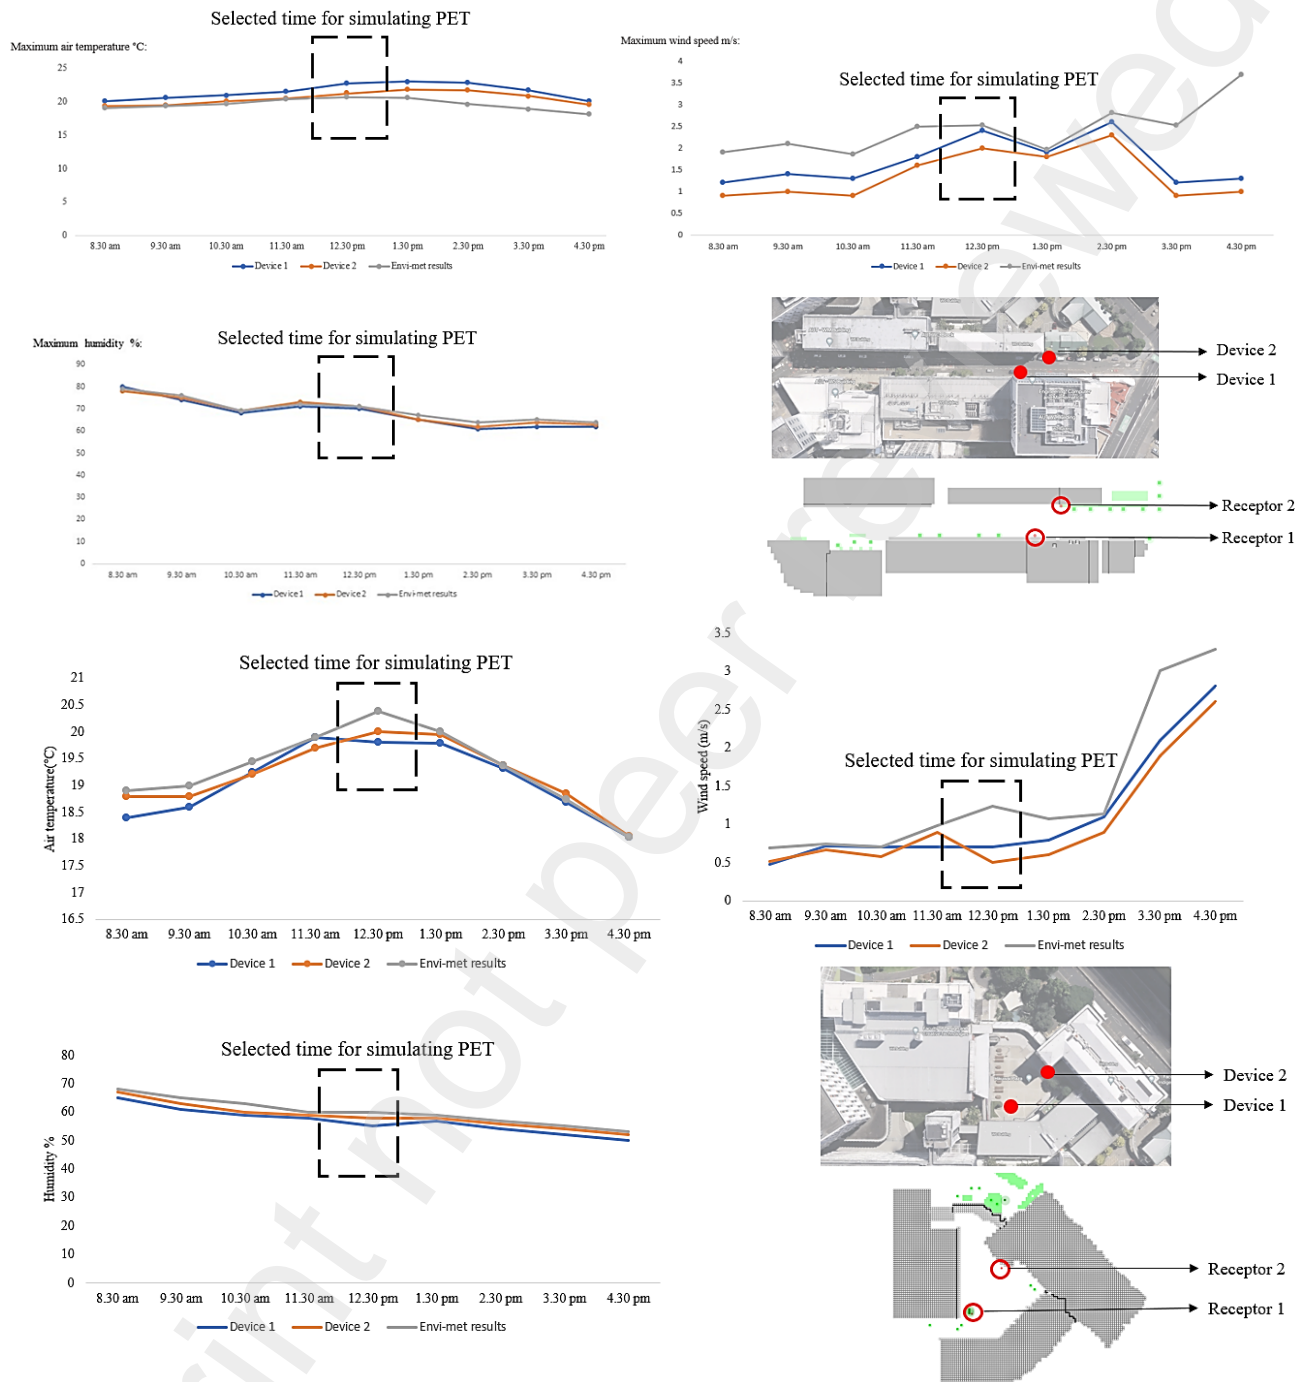 Selected time for simulating PET
Maximum air temperature °C:
25
20
15
10
5
0
8.30 am 9.30 am 10.30 am 11.30 am 12.30 pm 1.30 pm 2.30 pm 3.30 pm 4.30 pm
Device 1 Device 2 Envi-met results
Maximum wind speed m/s:
4
Selected time for simulating PET
3.5
3
2.5
2
1.5
1
0.5
0
8.30 am 9.30 am 10.30 am 11.30 am 12.30 pm 1.30 pm 2.30 pm 3.30 pm 4.30 pm
Device 1 Device 2 Envi-met results
Selected time for simulating PET
Maximum humidity %:
90
80
70
60
50
40
30
20
10
0
8.30 am 9.30 am 10.30 am 11.30 am 12.30 pm 1.30 pm 2.30 pm 3.30 pm 4.30 pm
Device 1 Device 2 Envi-met results
Device 2
Device 1
Receptor 2
Receptor 1
Selected time for simulating PET
Air temperature(°C)
21
20.5
20
19.5
19
18.5
18
17.5
17
16.5
8.30 am 9.30 am 10.30 am 11.30 am 12.30 pm 1.30 pm 2.30 pm 3.30 pm 4.30 pm
Device 1 Device 2 Envi-met results
Wind speed (m/s)
3.5
3
2.5
2
Selected time for simulating PET
1.5
1
0.5
0
8.30 am 9.30 am 10.30 am 11.30 am 12.30 pm 1.30 pm 2.30 pm 3.30 pm 4.30 pm
Device 1 Device 2 Envi-met results
Selected time for simulating PET
Humidity %
80
70
60
50
40
30
20
10
0
8.30 am 9.30 am 10.30 am 11.30 am 12.30 pm 1.30 pm 2.30 pm 3.30 pm 4.30 pm
Device 1 Device 2 Envi-met results
Device 2
Device 1
Receptor 2
Receptor 1
rint not peer reviewed